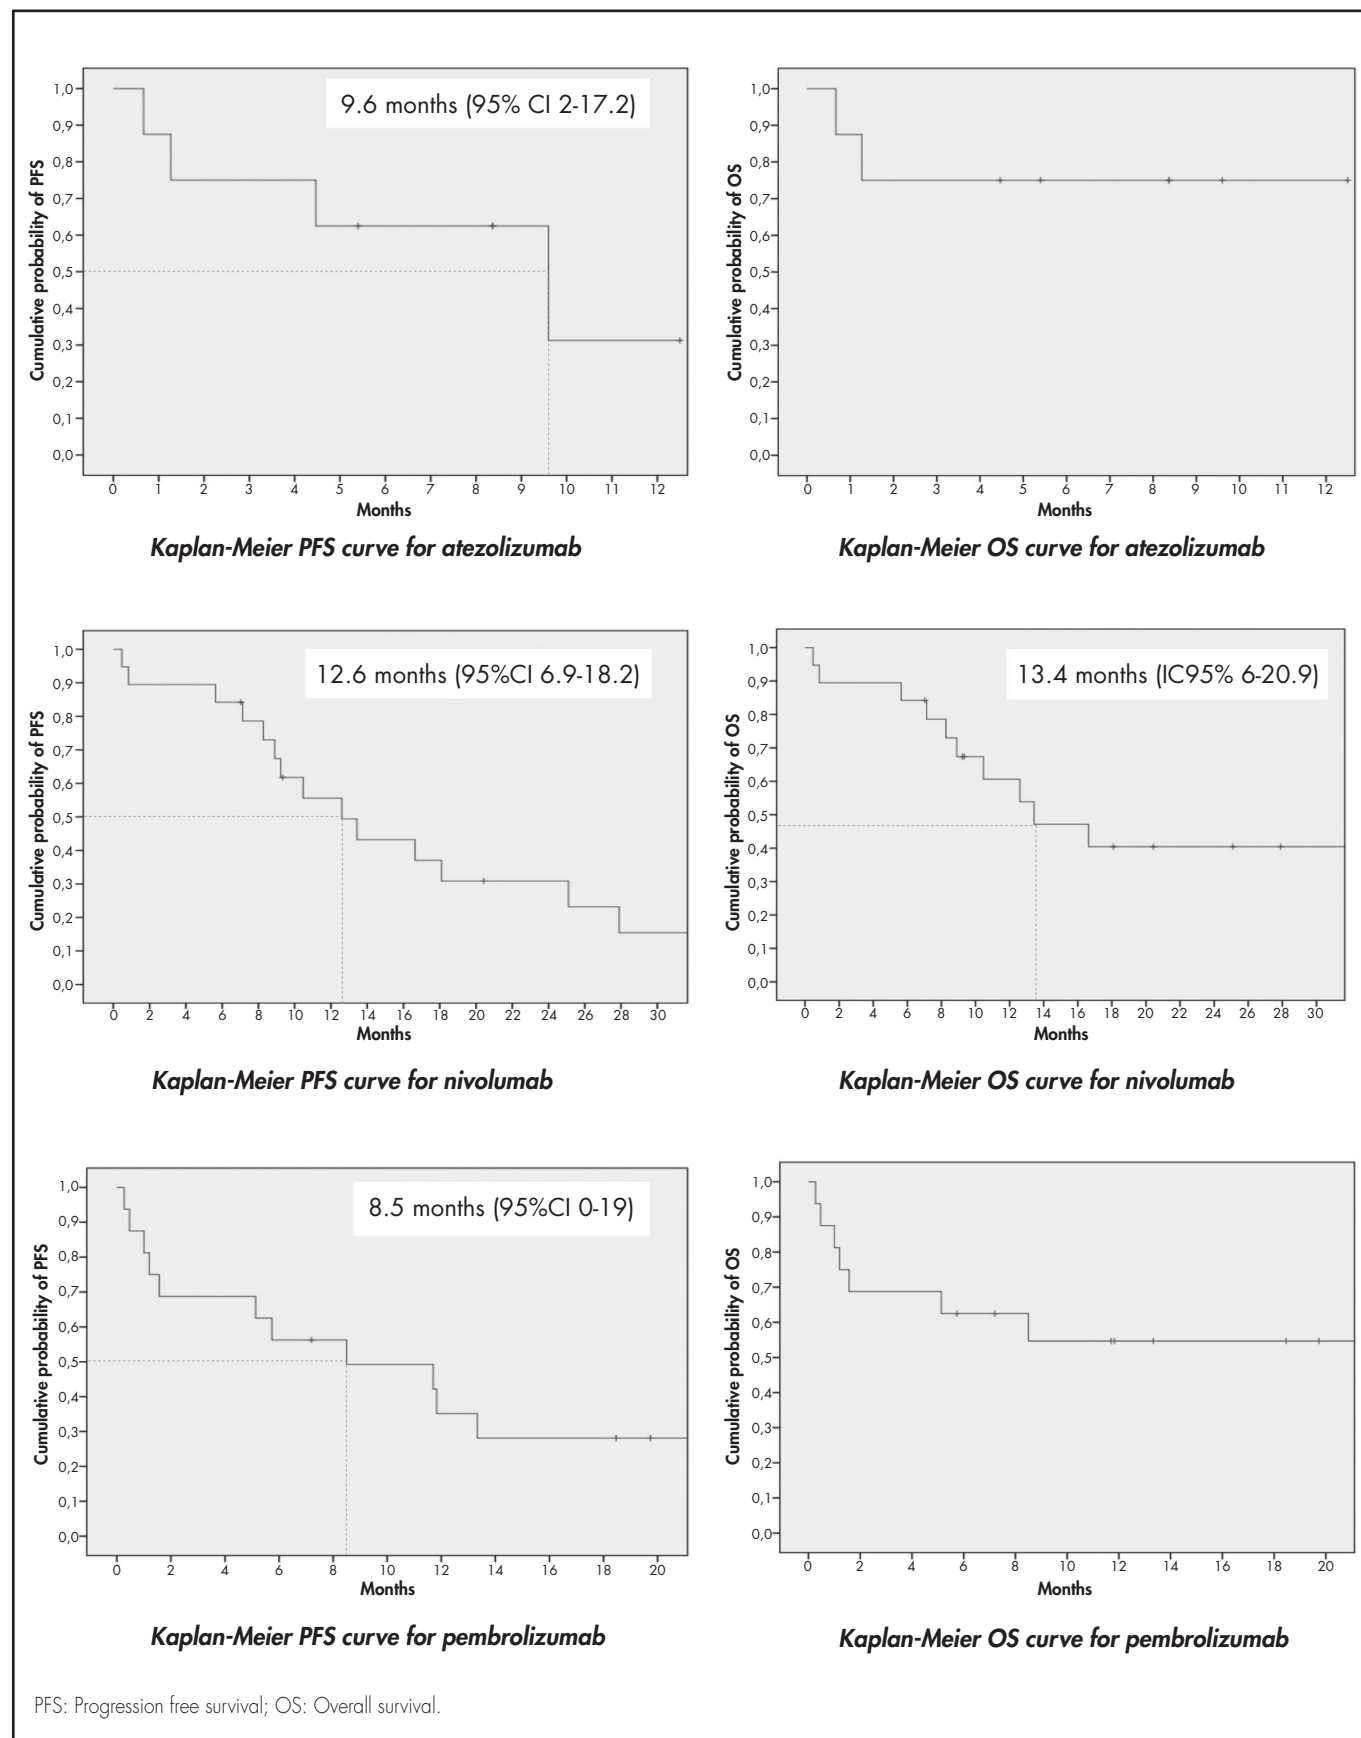 9.6 months (95% CI 2-17.2)
Cumulative probability of PFS
1,0
0,9
0,8
0,7
0,6
0,5
0,4
0,3
0,2
0,1
0,0
0 1 2 3 4 5 6 7 8 9 10 11 12
Months
Kaplan-Meier PFS curve for atezolizumab
Cumulative probability of OS
1,0
0,9
0,8
0,7
0,6
0,5
0,4
0,3
0,2
0,1
0,0
0 1 2 3 4 5 6 7 8 9 10 11 12
Months
Kaplan-Meier OS curve for atezolizumab
12.6 months (95%CI 6.9-18.2)
Cumulative probability of PFS
1,0
0,9
0,8
0,7
0,6
0,5
0,4
0,3
0,2
0,1
0,0
0 2 4 6 8 10 12 14 16 18 20 22 24 26 28 30
Months
Kaplan-Meier PFS curve for nivolumab
13.4 months (IC95% 6-20.9)
Cumulative probability of OS
1,0
0,9
0,8
0,7
0,6
0,5
0,4
0,3
0,2
0,1
0,0
0 2 4 6 8 10 12 14 16 18 20 22 24 26 28 30
Months
Kaplan-Meier OS curve for nivolumab
8.5 months (95%CI 0-19)
Cumulative probability of PFS
1,0
0,9
0,8
0,7
0,6
0,5
0,4
0,3
0,2
0,1
0,0
0 2 4 6 8 10 12 14 16 18 20
Months
Kaplan-Meier PFS curve for pembrolizumab
Cumulative probability of OS
1,0
0,9
0,8
0,7
0,6
0,5
0,4
0,3
0,2
0,1
0,0
0 2 4 6 8 10 12 14 16 18 20
Months
Kaplan-Meier OS curve for pembrolizumab
PFS: Progression free survival; OS: Overall survival.